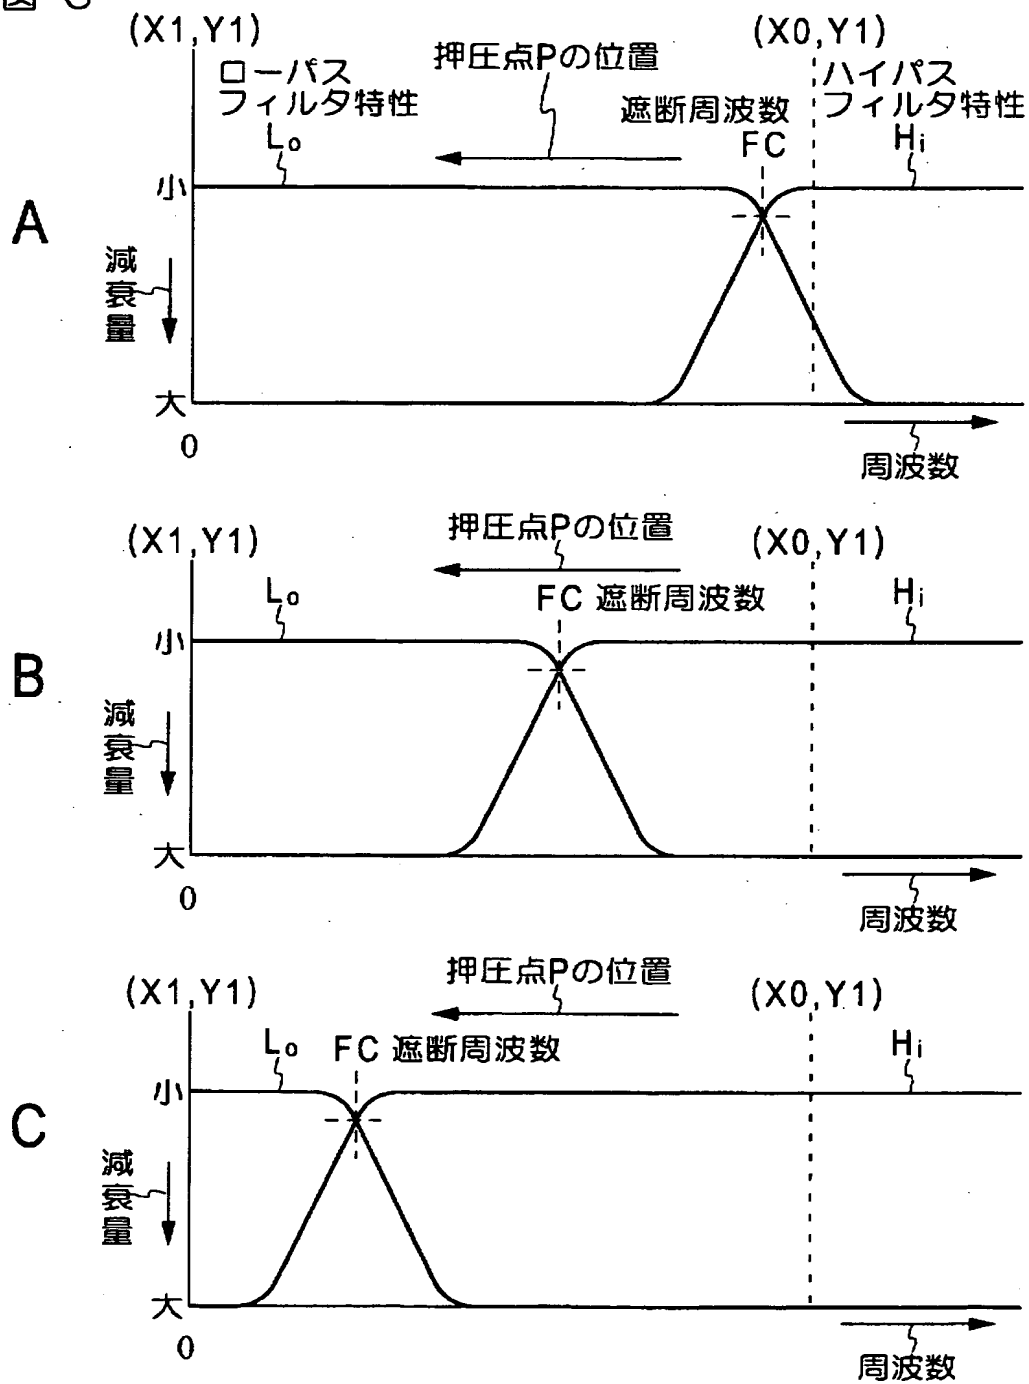 図
(X1,Y1)
(X0,Y1)
押圧点Pの位置
ローパス
フィルタ特性
Lo
ハイパス
フィルタ特性
Hi
遮断周波数
FC
A
小
減衰量
大
0
周波数
(X1,Y1)
押圧点Pの位置
(X0,Y1)
Lo
FC 遮断周波数
Hi
B
小
減衰量
大
0
周波数
(X1,Y1)
押圧点Pの位置
(X0,Y1)
Lo
FC 遮断周波数
Hi
C
小
減衰量
大
0
周波数